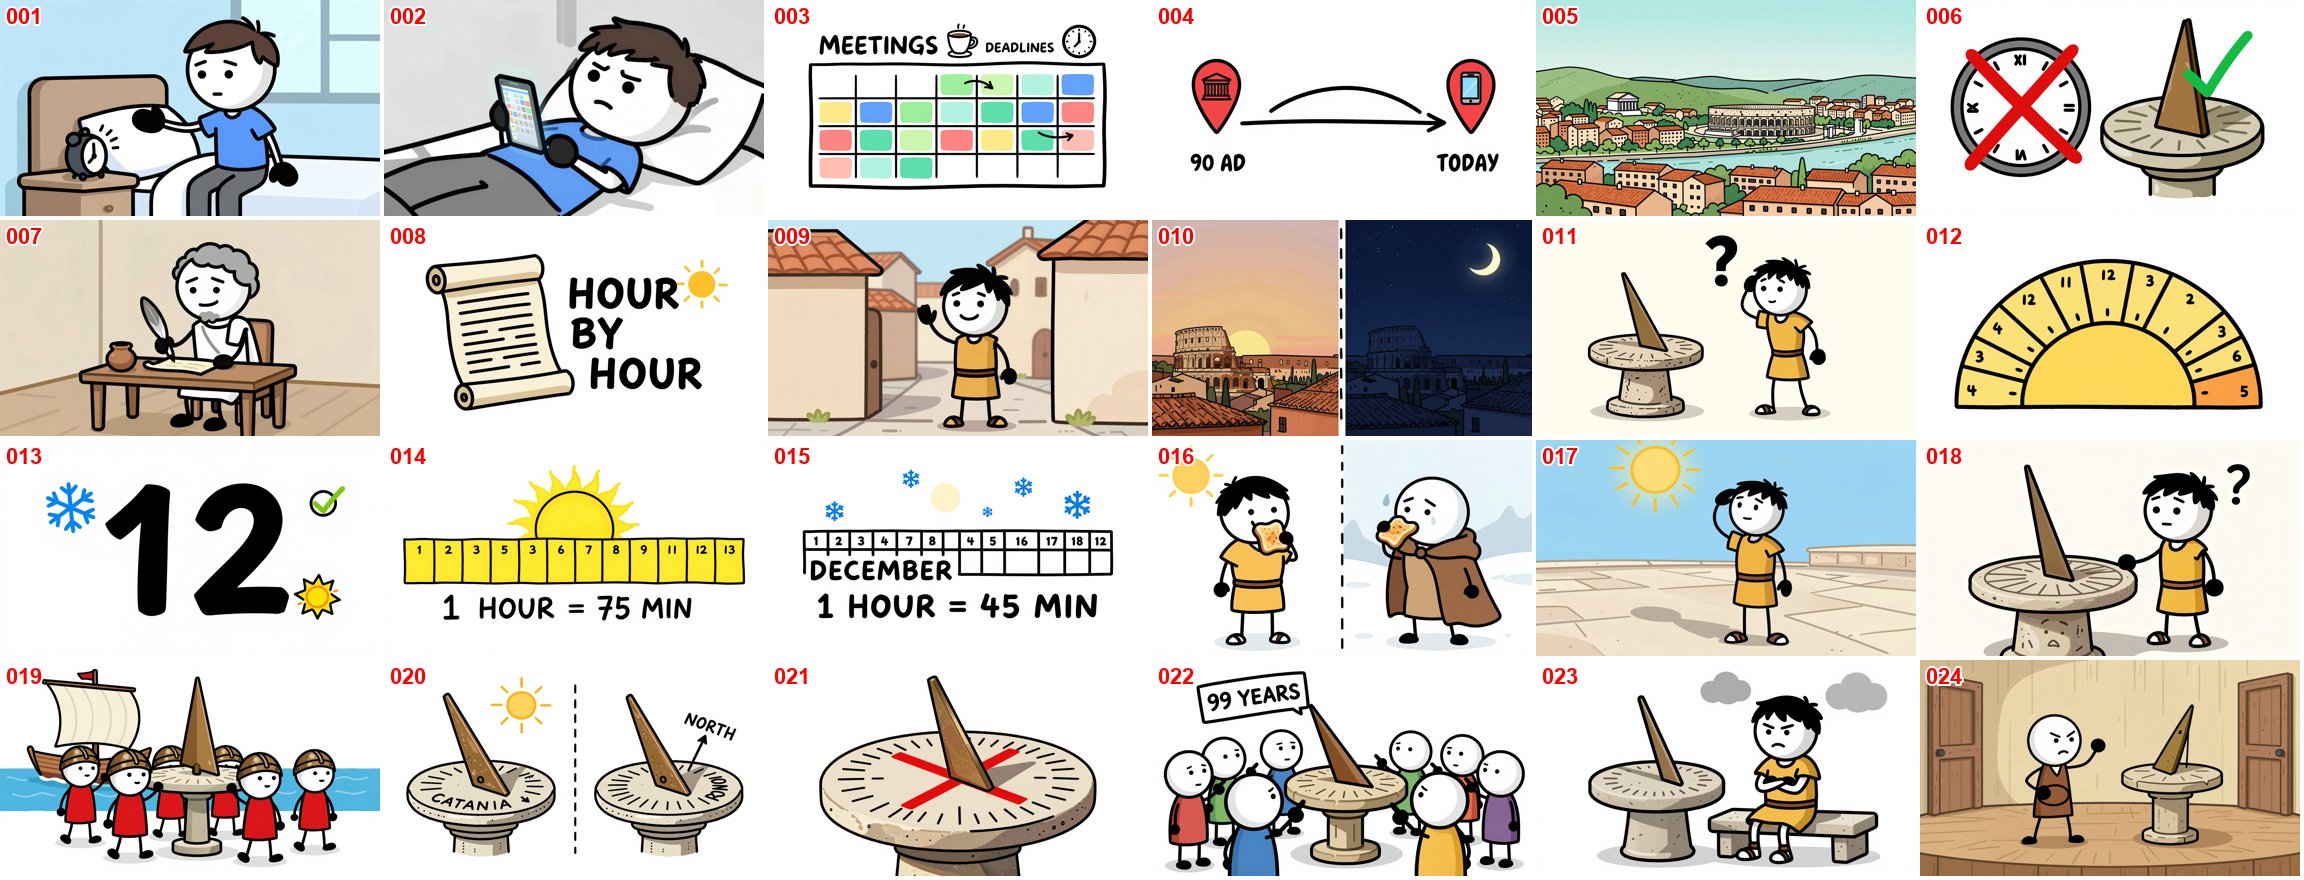 001
002
003
MEETINGS
DEADLINES
004
90 AD
TODAY
005
006
XI
007
008
HOUR
BY
HOUR
009
010
011
?
012
4
3
4
12
11
12
3
2
3
6
5
013
12
014
1 2 3 5 3 6 7 8 9 11 12 13
1 HOUR = 75 MIN
015
1 2 3 4 7 8 4 5 16 17 18 12
DECEMBER
1 HOUR = 45 MIN
016
017
018
?
019
020
CATANIA
NORTH
021
022
99 YEARS
023
024